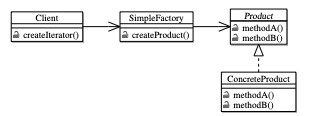 Client
createIterator()
SimpleFactory
createProduct()
Product
methodA()
methodB()
ConcreteProduct
methodA()
methodB()